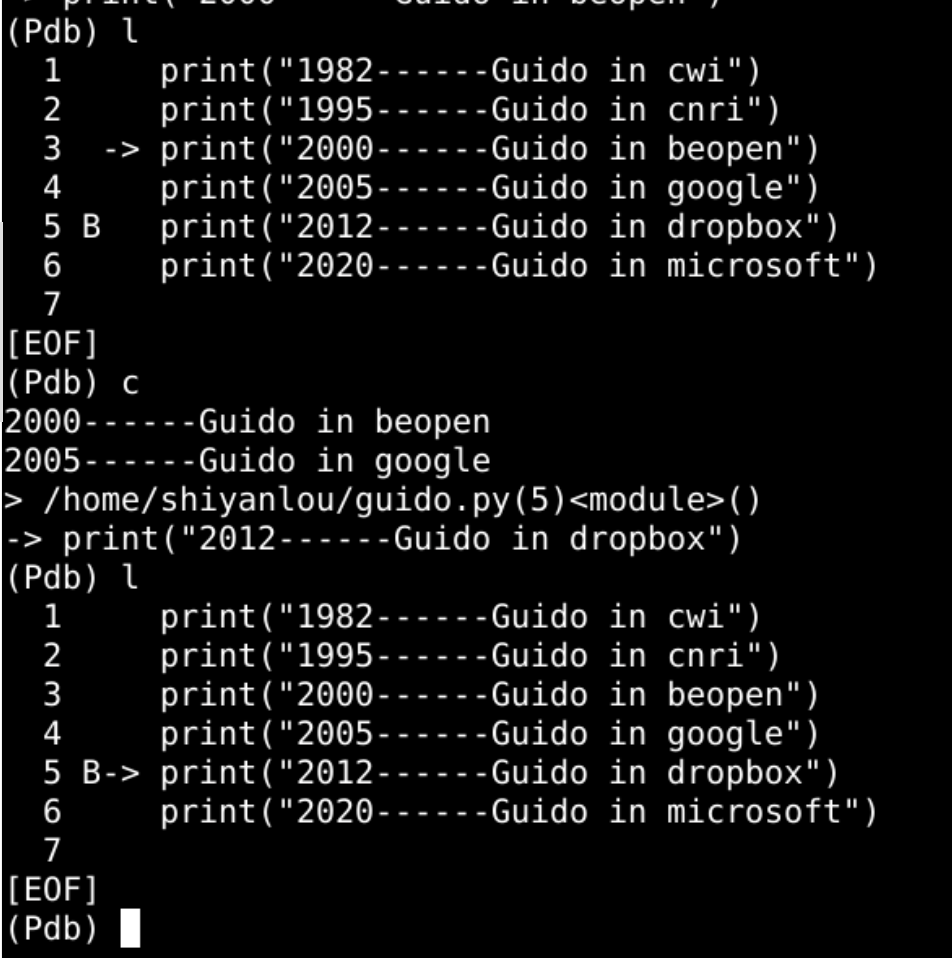 -> print("2000------Guido in beopen")
(Pdb) l
  1     print("1982------Guido in cwi")
  2     print("1995------Guido in cnri")
  3  -> print("2000------Guido in beopen")
  4     print("2005------Guido in google")
  5 B   print("2012------Guido in dropbox")
  6     print("2020------Guido in microsoft")
  7
[EOF]
(Pdb) c
2000------Guido in beopen
2005------Guido in google
> /home/shiyanlou/guido.py(5)<module>()
-> print("2012------Guido in dropbox")
(Pdb) l
  1     print("1982------Guido in cwi")
  2     print("1995------Guido in cnri")
  3     print("2000------Guido in beopen")
  4     print("2005------Guido in google")
  5 B-> print("2012------Guido in dropbox")
  6     print("2020------Guido in microsoft")
  7
[EOF]
(Pdb)